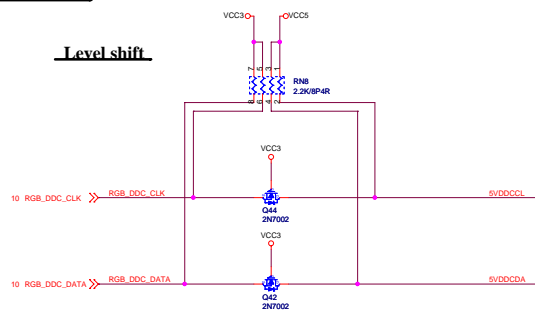 VCC3 VCC5
Level shift
7 5 3 1
RN8
2.2K/8P4R
8 6 4 2
VCC3
10 RGB_DDC_CLK RGB_DDC_CLK 5VDDCCL
Q44
2N7002
VCC3
10 RGB_DDC_DATA RGB_DDC_DATA 5VDDCDA
Q42
2N7002